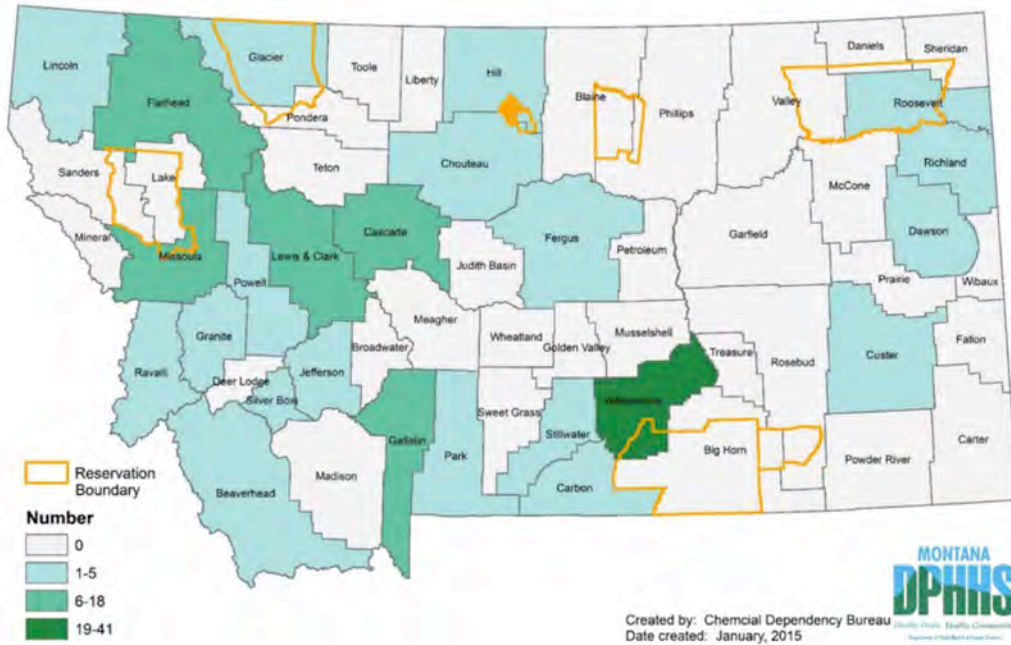 Daniels
Sheridan
Lincoln
Glacier
Toole
Liberty
Hill
Blaine
Phillips
Valley
Roosevelt
Flathead
Pondera
Chouteau
Richland
Sanders
Lake
Teton
McCone
Dawson
Mineral
Missoula
Lewis & Clark
Cascade
Fergus
Petroleum
Garfield
Judith Basin
Prairie
Wibaux
Powell
Granite
Meagher
Wheatland
Golden Valley
Musselshell
Treasure
Rosebud
Custer
Fallon
Ravalli
Deer Lodge
Jefferson
Broadwater
Silver Bow
Sweet Grass
Stillwater
Yellowstone
Gallatin
Park
Big Horn
Carter
Powder River
Madison
Beaverhead
Carbon
Reservation
Boundary
Number
0
1-5
6-18
19-41
MONTANA
DPHHS
Created by: Chemcial Dependency Bureau
Date created: January, 2015